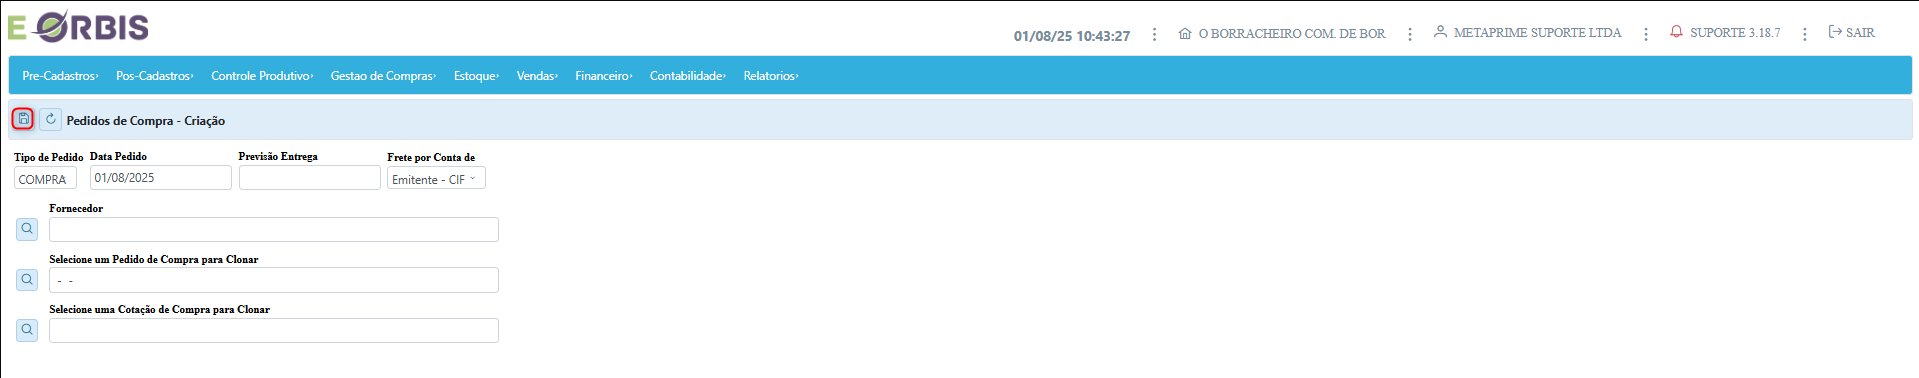 E ORBIS
01/08/25 10:43:27 O BORRACHEIRO COM. DE BOR METAPRIME SUPORTE LTDA SUPORTE 3.18.7 SAIR
Pre-Cadastros Pos-Cadastros Controle Produtivo Gestao de Compras Estoque Vendas Financeiro Contabilidade Relatorios
Pedidos de Compra - Criação
Tipo de Pedido Data Pedido Previsão Entrega Frete por Conta de
COMPRA 01/08/2025 Emitente - CIF
Fornecedor
Selecione um Pedido de Compra para Clonar
- -
Selecione uma Cotação de Compra para Clonar